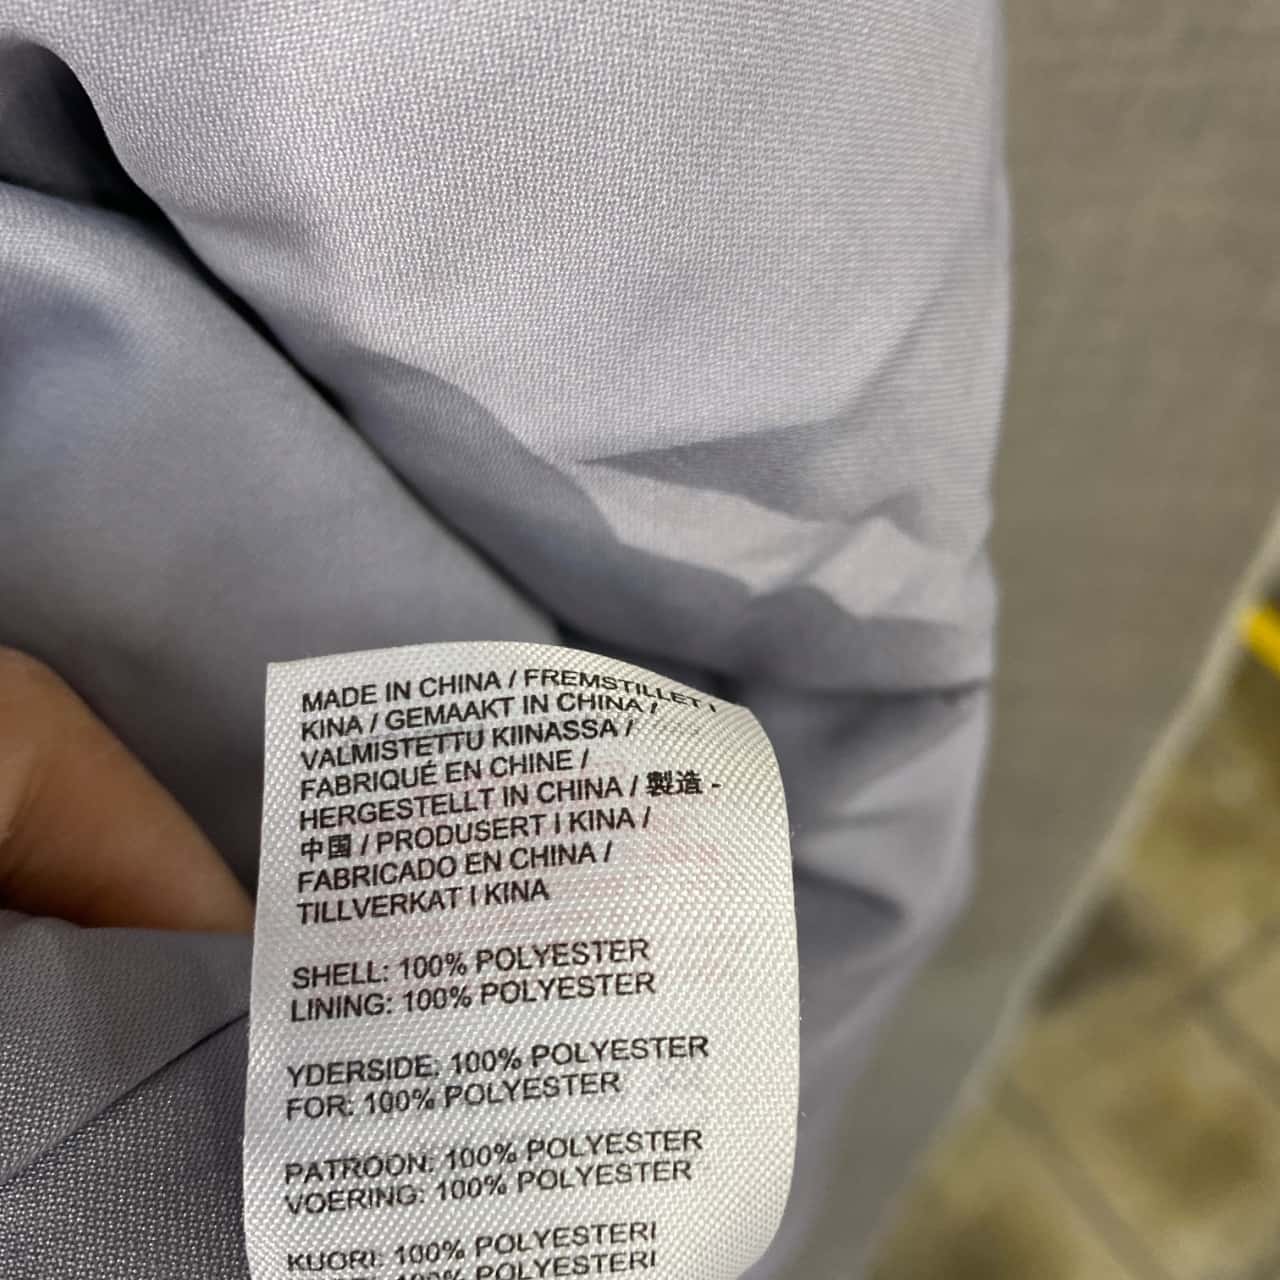 MADE IN CHINA / FREMSTILLET I
KINA / GEMAAKT IN CHINA /
VALMISTETTU KIINASSA /
FABRIQUÉ EN CHINE /
HERGESTELLT IN CHINA / 製造 -
中国 / PRODUSERT I KINA /
FABRICADO EN CHINA /
TILLVERKAT I KINA
SHELL: 100% POLYESTER
LINING: 100% POLYESTER
YDERSIDE: 100% POLYESTER
FOR: 100% POLYESTER
PATROON: 100% POLYESTER
VOERING: 100% POLYESTER
KUORI: 100% POLYESTERI
100% POLYESTERI